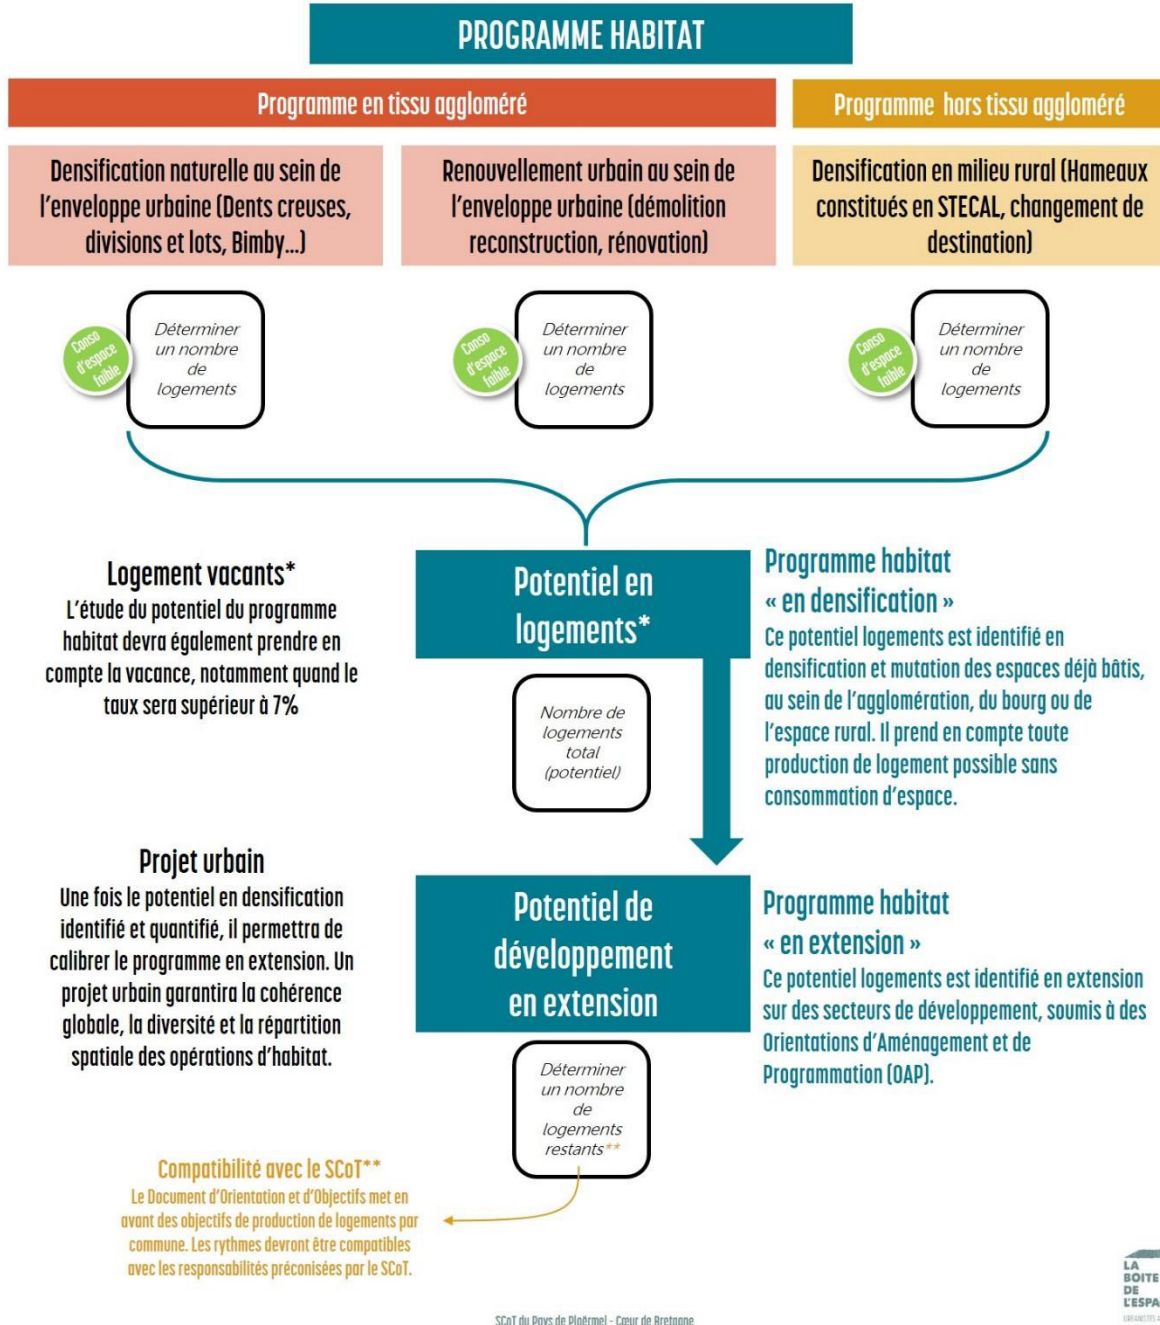 PROGRAMME HABITAT
Programme en tissu aggloméré
Programme hors tissu aggloméré
Densification naturelle au sein de
l'enveloppe urbaine (Dents creuses,
divisions et lots, Bimby...)
Renouvellement urbain au sein de
l'enveloppe urbaine (démolition
reconstruction, rénovation)
Densification en milieu rural (Hameaux
constitués en STECAL, changement de
destination)
Conso
d'espace
faible
Déterminer
un nombre
de
logements
Conso
d'espace
faible
Déterminer
un nombre
de
logements
Conso
d'espace
faible
Déterminer
un nombre
de
logements
Logement vacants*
L'étude du potentiel du programme
habitat devra également prendre en
compte la vacance, notamment quand le
taux sera supérieur à 7%
Potentiel en
logements*
Nombre de
logements
total
(potentiel)
Programme habitat
« en densification »
Ce potentiel logements est identifié en
densification et mutation des espaces déjà bâtis,
au sein de l'agglomération, du bourg ou de
l'espace rural. Il prend en compte toute
production de logement possible sans
consommation d'espace.
Projet urbain
Une fois le potentiel en densification
identifié et quantifié, il permettra de
calibrer le programme en extension. Un
projet urbain garantira la cohérence
globale, la diversité et la répartition
spatiale des opérations d'habitat.
Potentiel de
développement
en extension
Déterminer
un nombre
de
logements
restants**
Programme habitat
« en extension »
Ce potentiel logements est identifié en extension
sur des secteurs de développement, soumis à des
Orientations d'Aménagement et de
Programmation (OAP).
Compatibilité avec le SCoT**
Le Document d'Orientation et d'Objectifs met en
avant des objectifs de production de logements par
commune. Les rythmes devront être compatibles
avec les responsabilités préconisées par le SCoT.
SCoT du Pays de Ploërmel - Cœur de Bretagne
LA
BOITE
DE
L'ESPA